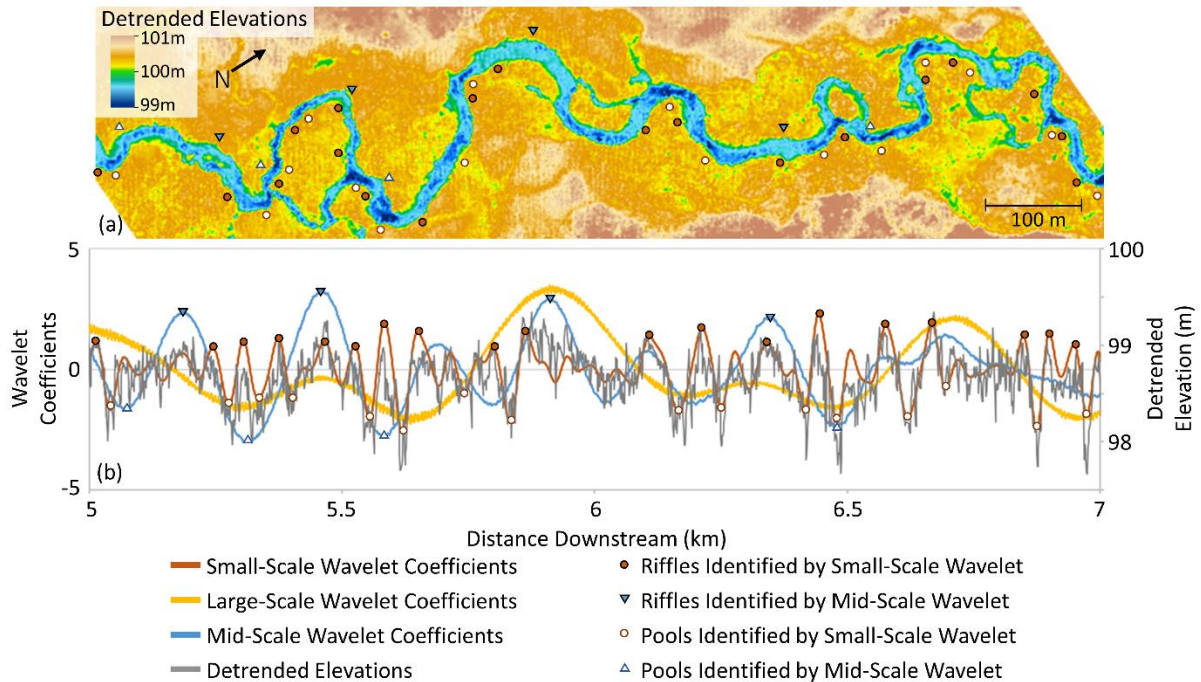 Detrended Elevations
101m
100m
99m
N
100 m
(a)
5
0
-5
Wavelet
Coefficients
100
99
98
Detrended
Elevation (m)
(b)
5
5.5
6
6.5
7
Distance Downstream (km)
Small-Scale Wavelet Coefficients
Large-Scale Wavelet Coefficients
Mid-Scale Wavelet Coefficients
Detrended Elevations
Riffles Identified by Small-Scale Wavelet
Riffles Identified by Mid-Scale Wavelet
Pools Identified by Small-Scale Wavelet
Pools Identified by Mid-Scale Wavelet